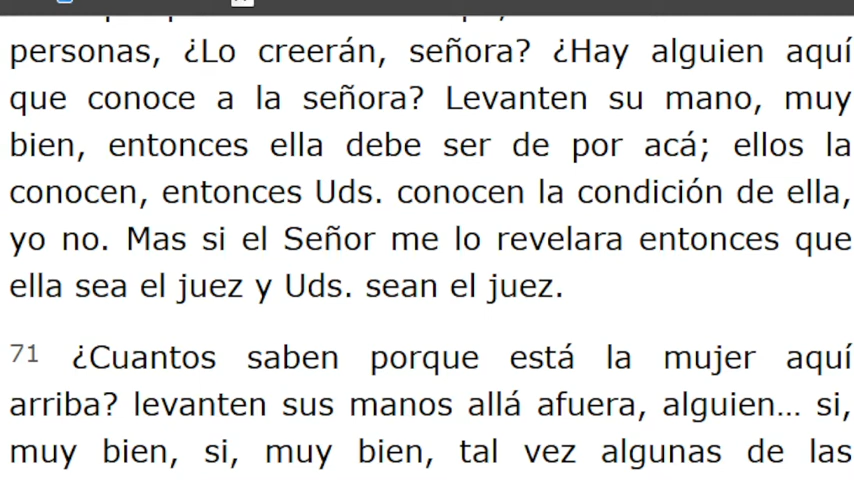 personas, ¿Lo creerán, señora? ¿Hay alguien aquí
que conoce a la señora? Levanten su mano, muy
bien, entonces ella debe ser de por acá; ellos la
conocen, entonces Uds. conocen la condición de ella,
yo no. Mas si el Señor me lo revelara entonces que
ella sea el juez y Uds. sean el juez.
71 ¿Cuantos saben porque está la mujer aquí
arriba? levanten sus manos allá afuera, alguien... si,
muy bien, si, muy bien, tal vez algunas de las